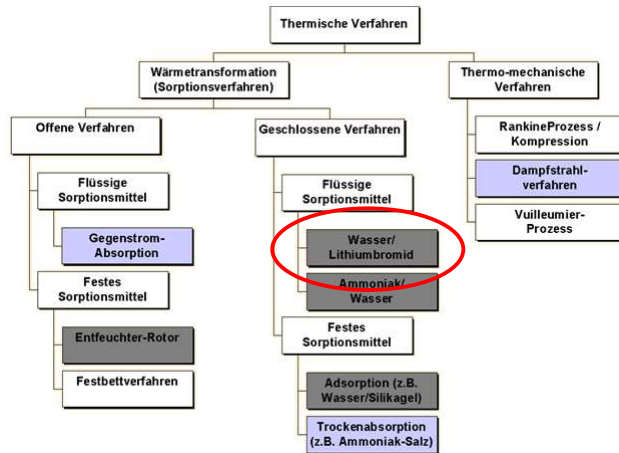 Thermische Verfahren
Wärmetransformation
(Sorptionsverfahren)
Thermo-mechanische
Verfahren
Offene Verfahren
Geschlossene Verfahren
RankineProzess /
Kompression
Flüssige
Sorptionsmittel
Flüssige
Sorptionsmittel
Dampfstrahl-
verfahren
Gegenstrom-
Absorption
Wasser/
Lithiumbromid
Vuilleumier-
Prozess
Festes
Sorptionsmittel
Ammoniak/
Wasser
Entfeuchter-Rotor
Festes
Sorptionsmittel
Festbettverfahren
Adsorption (z.B.
Wasser/Silikagel)
Trockenabsorption
(z.B. Ammoniak-Salz)